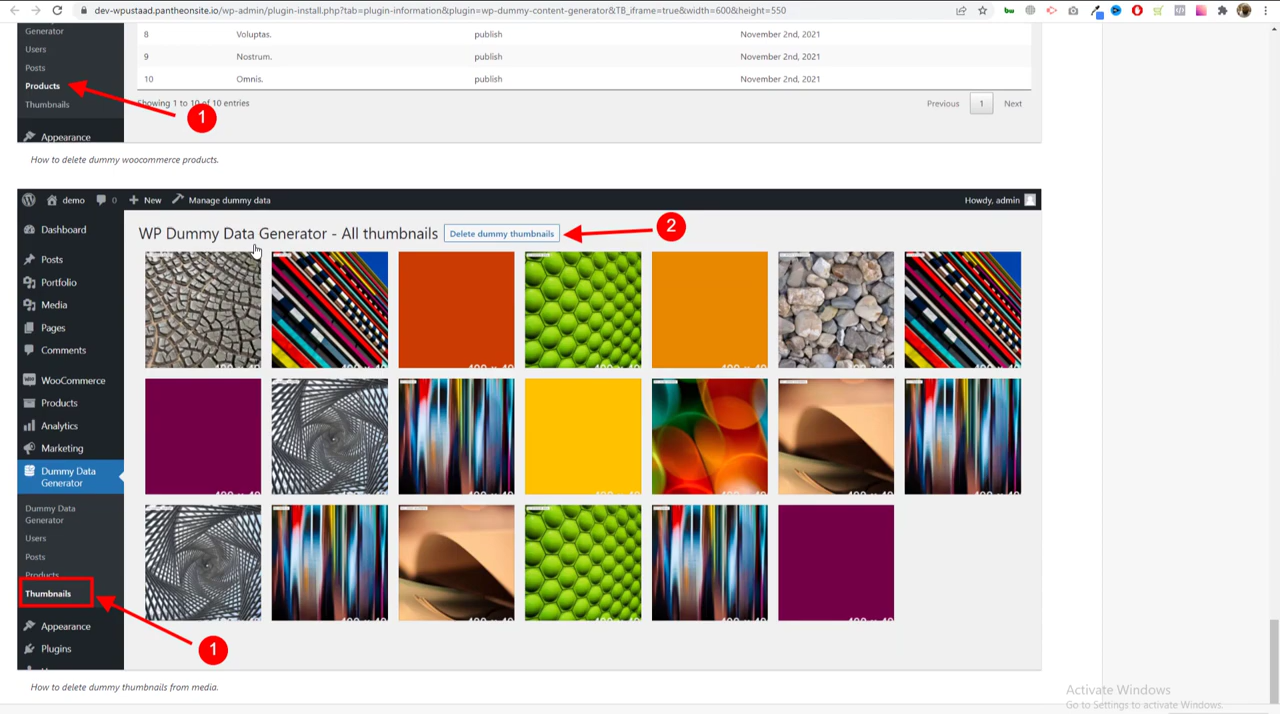 dev-wpustaad.pantheonsite.io/wp-admin/plugin-install.php?tab=plugin-information&plugin=wp-dummy-content-generator&TB_iframe=true&width=600&height=550
Generator
Users
Posts
Products
Thumbnails
Appearance
8 Voluptas. publish November 2nd, 2021
9 Nostrum. publish November 2nd, 2021
10 Omnis. publish November 2nd, 2021
Showing 1 to 10 of 10 entries
Previous 1 Next
1
How to delete dummy woocommerce products.
demo 0 New Manage dummy data Howdy, admin
Dashboard
Posts
Portfolio
Media
Pages
Comments
WooCommerce
Products
Analytics
Marketing
Dummy Data
Generator
Dummy Data
Generator
Users
Posts
Products
Thumbnails
Appearance
Plugins
WP Dummy Data Generator - All thumbnails Delete dummy thumbnails
2
1
How to delete dummy thumbnails from media.
Activate Windows
Go to Settings to activate Windows.